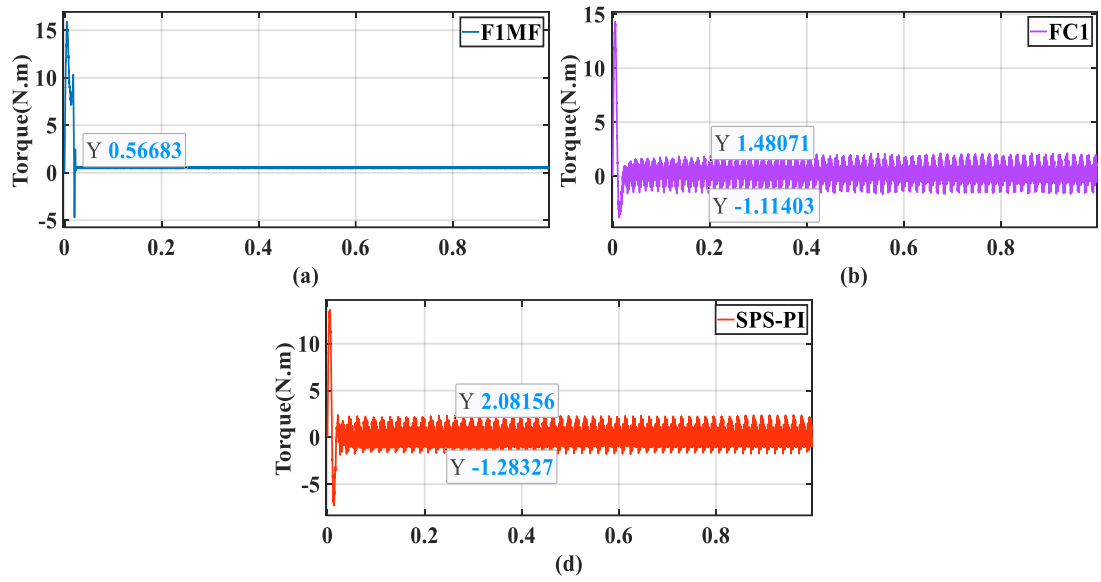 F1MF
Torque(N.m)
15
10
5
0
-5
Y 0.56683
0
0.2
0.4
0.6
0.8
(a)
FC1
Torque(N.m)
15
10
5
0
Y 1.48071
Y -1.11403
0
0.2
0.4
0.6
0.8
(b)
SPS-PI
Torque(N.m)
10
5
0
-5
Y 2.08156
Y -1.28327
0
0.2
0.4
0.6
0.8
(d)